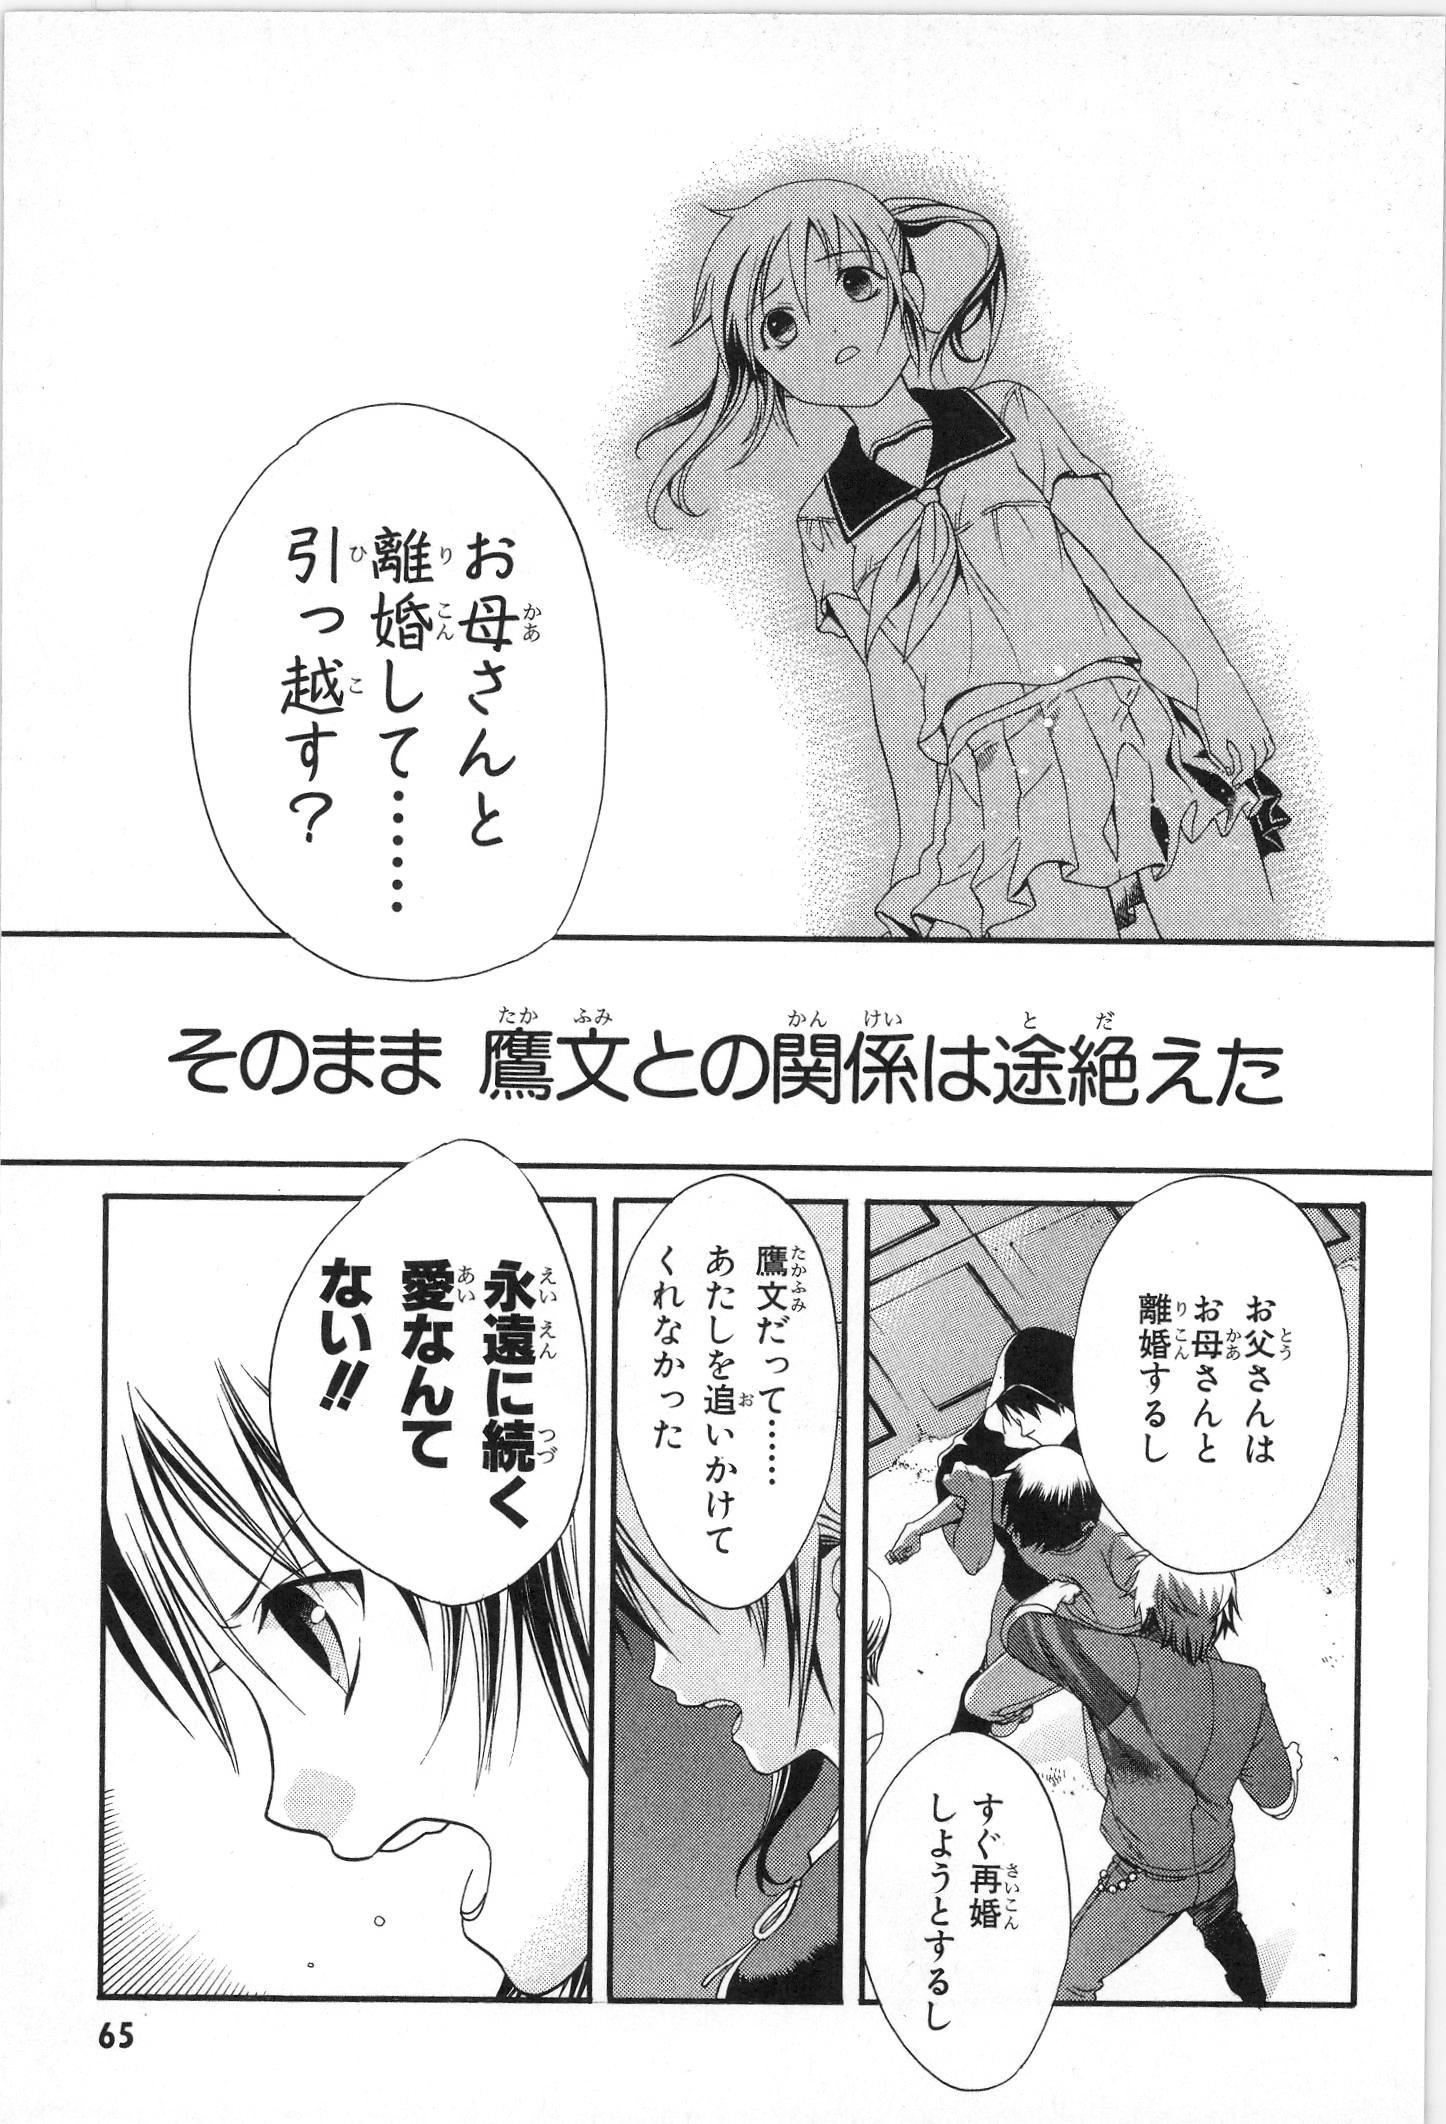 お母さんと
離婚して……
引っ越す？
そのまま 鷹文との関係は途絶えた
お父さんは
お母さんと
離婚するし
すぐ再婚
しようとするし
鷹文だって……
あたしを追いかけて
くれなかった
永遠に続く
愛なんて
ない!!
65